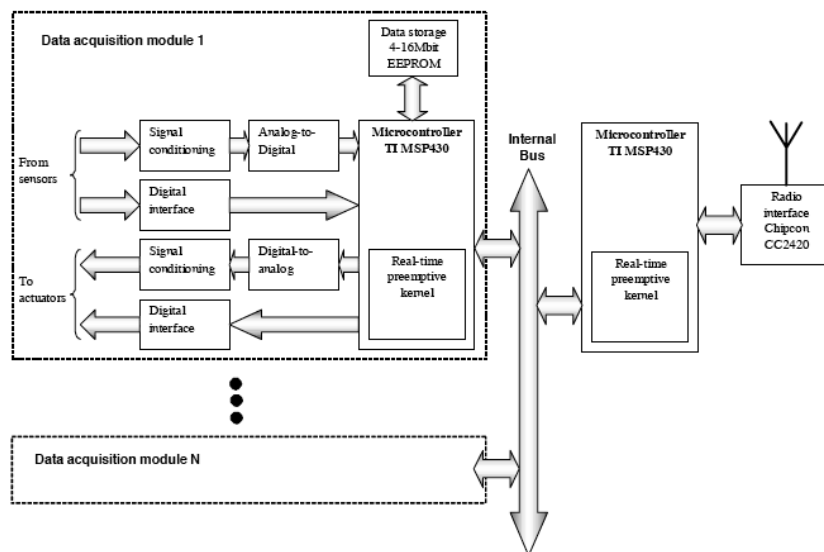 Data acquisition module 1
Data storage
4-16Mbit
EEPROM
From
sensors
Signal
conditioning
Analog-to-
Digital
Microcontroller
TI MSP430
Digital
interface
To
actuators
Signal
conditioning
Digital-to-
analog
Real-time
preemptive
kernel
Digital
interface
Internal
Bus
Microcontroller
TI MSP430
Real-time
preemptive
kernel
Radio
interface
Chipcon
CC2420
Data acquisition module N